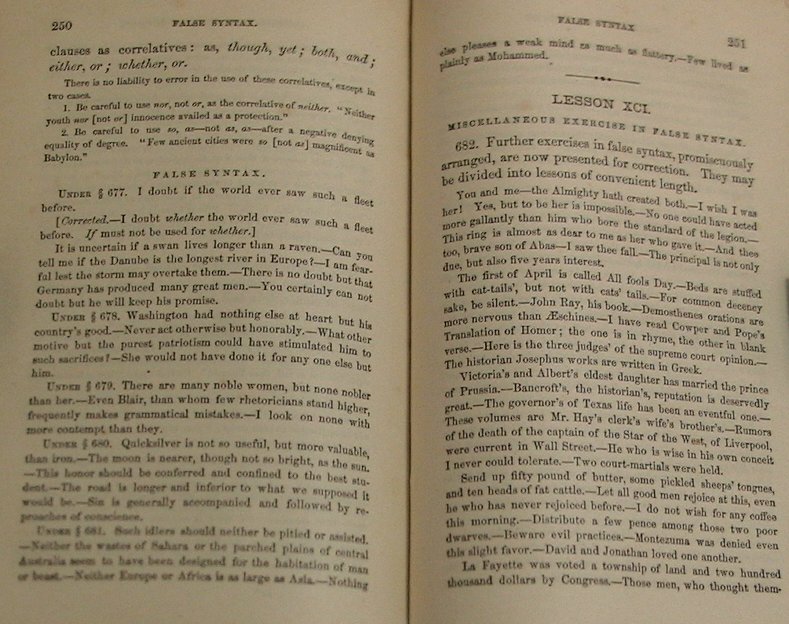 250 FALSE SYNTAX.
clauses as correlatives: as, though, yet; both, and;
either, or; whether, or.
There is no liability to error in the use of these correlatives, except in
two cases.
1. Be careful to use nor, not or, as the correlative of neither. "Neither
youth nor [not or] innocence availed as a protection."
2. Be careful to use so, as—not as, as—after a negative denying
equality of degree. "Few ancient cities were so [not as] magnificent as
Babylon."
FALSE SYNTAX.
UNDER § 677. I doubt if the world ever saw such a fleet
before.
[Corrected.—I doubt whether the world ever saw such a fleet
before. If must not be used for whether.]
It is uncertain if a swan lives longer than a raven.—Can you
tell me if the Danube is the longest river in Europe?—I am fear-
ful lest the storm may overtake them.—There is no doubt but that
Germany has produced many great men.—You certainly can not
doubt but he will keep his promise.
UNDER § 678. Washington had nothing else at heart but his
country's good.—Never act otherwise but honorably.—What other
motive but the purest patriotism could have stimulated him to
such sacrifices?—She would not have done it for any one else but
him.
UNDER § 679. There are many noble women, but none nobler
than her.—Even Blair, than whom few rhetoricians stand higher,
frequently makes grammatical mistakes.—I look on none with
more contempt than they.
UNDER § 680. Quicksilver is not so useful, but more valuable,
than iron.—The moon is nearer, though not so bright, as the sun.
—This honor should be conferred and confined to the best stu-
dent.—The road is longer and inferior to what we supposed it
would be.—Sin is generally accompanied and followed by re-
proaches of conscience.
UNDER § 681. Such idlers should neither be pitied or assisted.
—Neither the wastes of Sahara or the parched plains of central
Australia seem to have been designed for the habitation of man
or beast.—Neither Europe or Africa is as large as Asia.—Nothing
FALSE SYNTAX 251
else pleases a weak mind as much as flattery.—Few lived as
plainly as Mohammed.
LESSON XCI.
MISCELLANEOUS EXERCISE IN FALSE SYNTAX.
682. Further exercises in false syntax, promiscuously
arranged, are now presented for correction. They may
be divided into lessons of convenient length.
You and me—the Almighty hath created both.—I wish I was
her! Yes, but to be her is impossible.—No one could have acted
more gallantly than him who bore the standard of the legion.—
This ring is almost as dear to me as her who gave it.—And thee
too, brave son of Abas—I saw thee fall.—The principal is not only
due, but also five years interest.
The first of April is called All fools Day.—Beds are stuffed
with cat-tails', but not with cats' tails.—For common decency
sake, be silent.—John Ray, his book.—Demosthenes orations are
more nervous than Æschines.—I have read Cowper and Pope's
Translation of Homer; the one is in rhyme, the other in blank
verse.—Here is the three judges' of the supreme court opinion.—
The historian Josephus works are written in Greek.
Victoria's and Albert's eldest daughter has married the prince
of Prussia.—Bancroft's, the historian's, reputation is deservedly
great.—The governor's of Texas life has been an eventful one.—
These volumes are Mr. Hay's clerk's wife's brother's.—Rumors
of the death of the captain of the Star of the West, of Liverpool,
were current in Wall Street.—He who is wise in his own conceit
I never could tolerate.—Two court-martials were held.
Send up fifty pound of butter, some pickled sheeps' tongues,
and ten heads of fat cattle.—Let all good men rejoice at this, even
he who has never rejoiced before.—I do not wish for any coffee
this morning.—Distribute a few pence among those two poor
dwarves.—Beware evil practices.—Montezuma was denied even
this slight favor.—David and Jonathan loved one another.
La Fayette was voted a township of land and two hundred
thousand dollars by Congress.—Those men, who thought them-